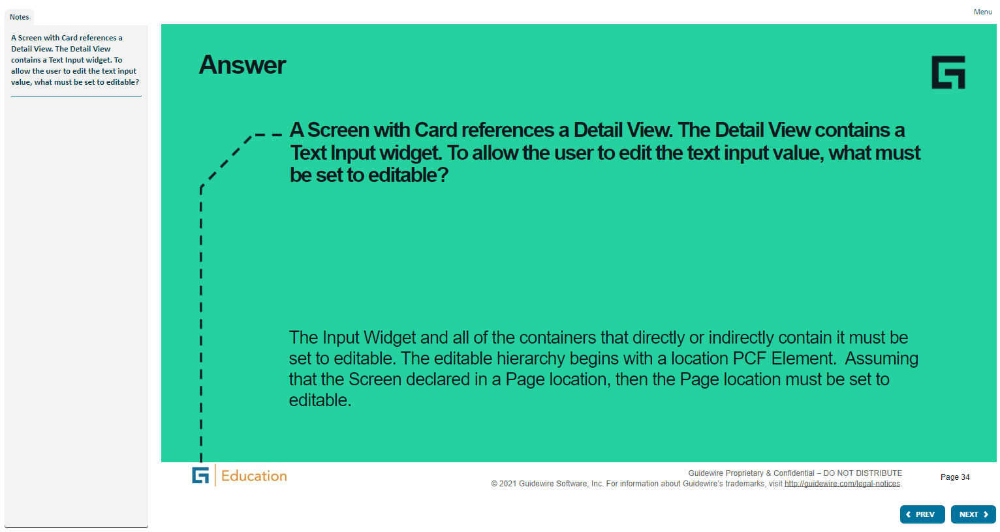 Notes
Menu
A Screen with Card references a
Detail View. The Detail View
contains a Text Input widget. To
allow the user to edit the text input
value, what must be set to editable?
Answer
A Screen with Card references a Detail View. The Detail View contains a
Text Input widget. To allow the user to edit the text input value, what must
be set to editable?
The Input Widget and all of the containers that directly or indirectly contain it must be
set to editable. The editable hierarchy begins with a location PCF Element.  Assuming
that the Screen declared in a Page location, then the Page location must be set to
editable.
Education
Guidewire Proprietary & Confidential – DO NOT DISTRIBUTE
© 2021 Guidewire Software, Inc. For information about Guidewire's trademarks, visit http://guidewire.com/legal-notices.
Page 34
PREV
NEXT